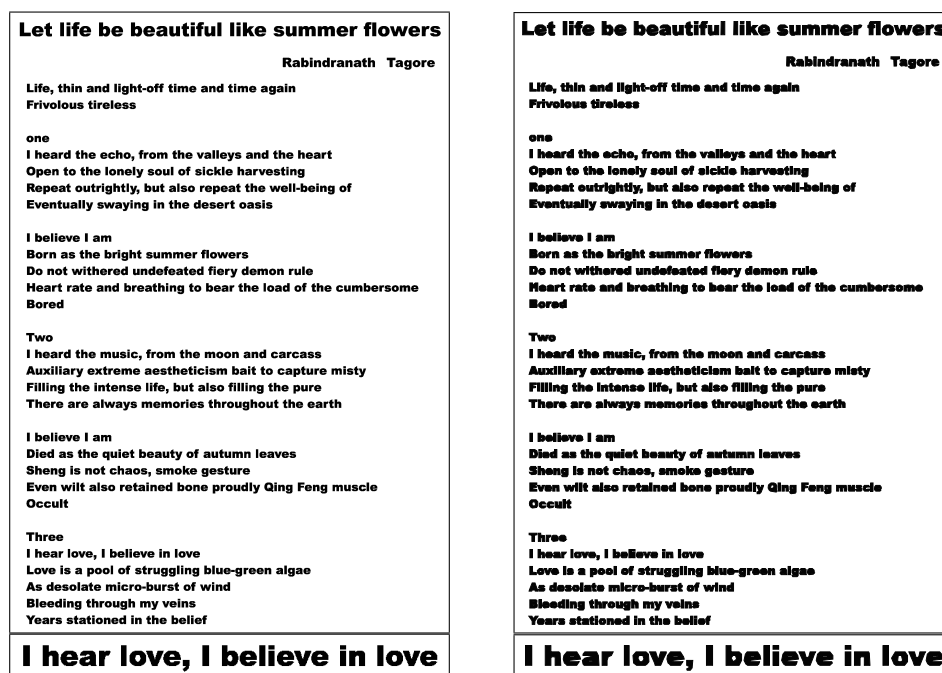 Let life be beautiful like summer flowers
Rabindranath Tagore
Life, thin and light-off time and time again
Frivolous tireless
one
I heard the echo, from the valleys and the heart
Open to the lonely soul of sickle harvesting
Repeat outrightly, but also repeat the well-being of
Eventually swaying in the desert oasis
I believe I am
Born as the bright summer flowers
Do not withered undefeated fiery demon rule
Heart rate and breathing to bear the load of the cumbersome
Bored
Two
I heard the music, from the moon and carcass
Auxiliary extreme aestheticism bait to capture misty
Filling the intense life, but also filling the pure
There are always memories throughout the earth
I believe I am
Died as the quiet beauty of autumn leaves
Sheng is not chaos, smoke gesture
Even wilt also retained bone proudly Qing Feng muscle
Occult
Three
I hear love, I believe in love
Love is a pool of struggling blue-green algae
As desolate micro-burst of wind
Bleeding through my veins
Years stationed in the belief
I hear love, I believe in love
Let life be beautiful like summer flowers
Rabindranath Tagore
Life, thin and light-off time and time again
Frivolous tireless
one
I heard the echo, from the valleys and the heart
Open to the lonely soul of sickle harvesting
Repeat outrightly, but also repeat the well-being of
Eventually swaying in the desert oasis
I believe I am
Born as the bright summer flowers
Do not withered undefeated fiery demon rule
Heart rate and breathing to bear the load of the cumbersome
Bored
Two
I heard the music, from the moon and carcass
Auxiliary extreme aestheticism bait to capture misty
Filling the intense life, but also filling the pure
There are always memories throughout the earth
I believe I am
Died as the quiet beauty of autumn leaves
Sheng is not chaos, smoke gesture
Even wilt also retained bone proudly Qing Feng muscle
Occult
Three
I hear love, I believe in love
Love is a pool of struggling blue-green algae
As desolate micro-burst of wind
Bleeding through my veins
Years stationed in the belief
I hear love, I believe in love